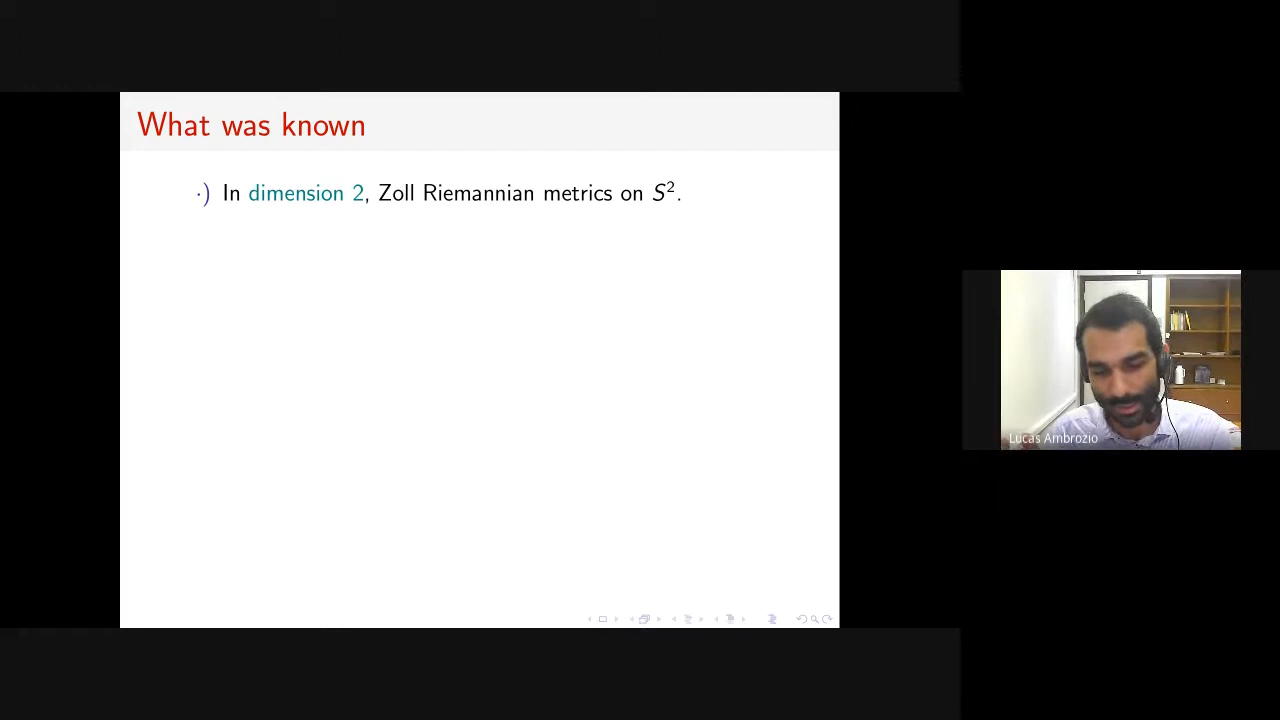 What was known
·) In dimension 2, Zoll Riemannian metrics on S².
Lucas Ambrozio